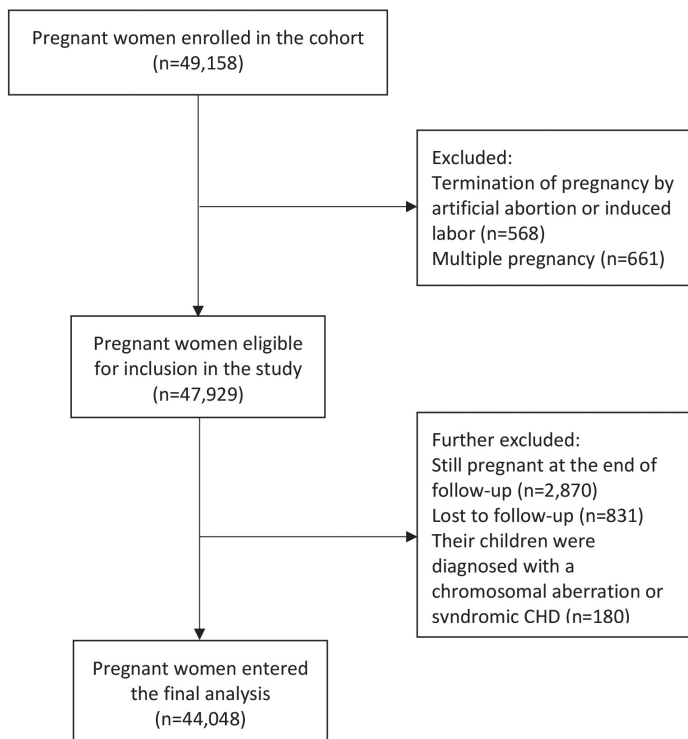 Pregnant women enrolled in the cohort
(n=49,158)
Excluded:
Termination of pregnancy by
artificial abortion or induced
labor (n=568)
Multiple pregnancy (n=661)
Pregnant women eligible
for inclusion in the study
(n=47,929)
Further excluded:
Still pregnant at the end of
follow-up (n=2,870)
Lost to follow-up (n=831)
Their children were
diagnosed with a
chromosomal aberration or
syndromic CHD (n=180)
Pregnant women entered
the final analysis
(n=44,048)